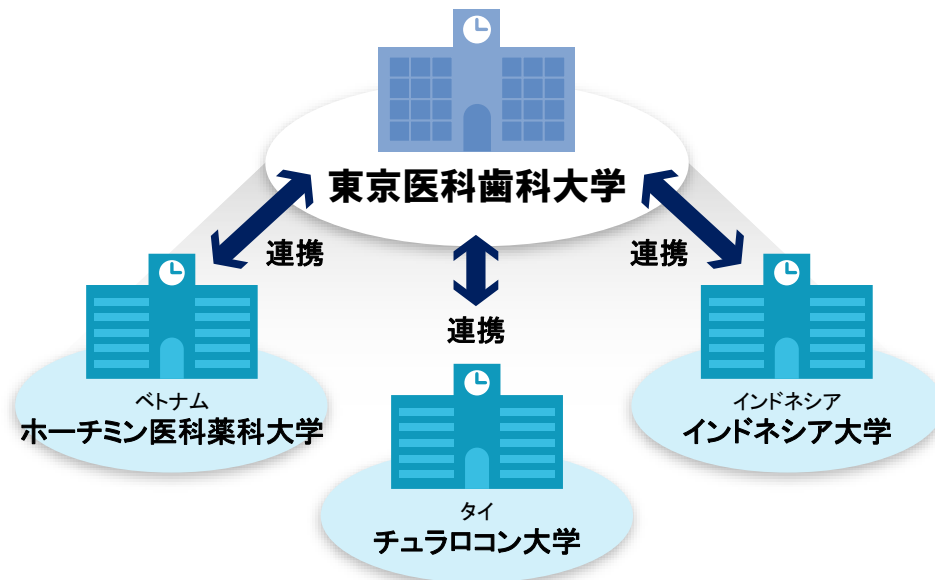 東京医科歯科大学
連携
連携
連携
ベトナム
ホーチミン医科薬科大学
インドネシア
インドネシア大学
タイ
チュラロコン大学